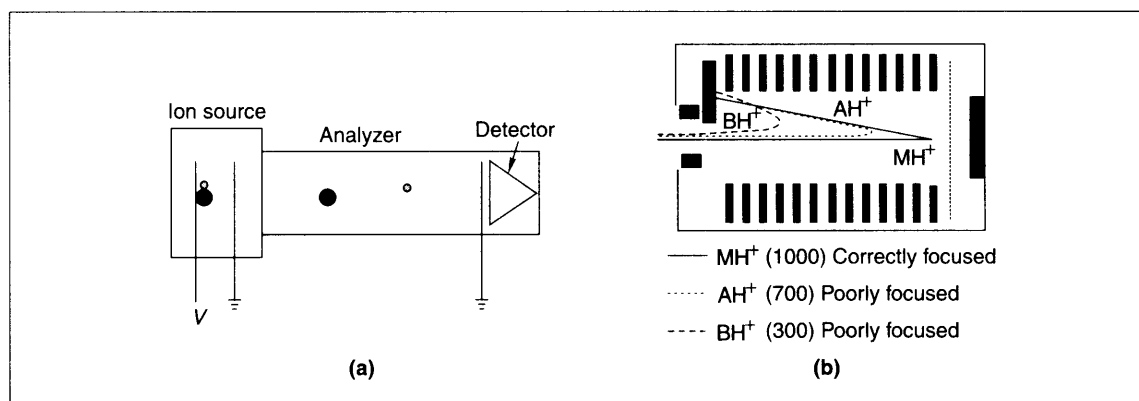 Ion source
Analyzer
Detector
V
(a)
BH+
AH+
MH+
MH+ (1000) Correctly focused
AH+ (700) Poorly focused
BH+ (300) Poorly focused
(b)